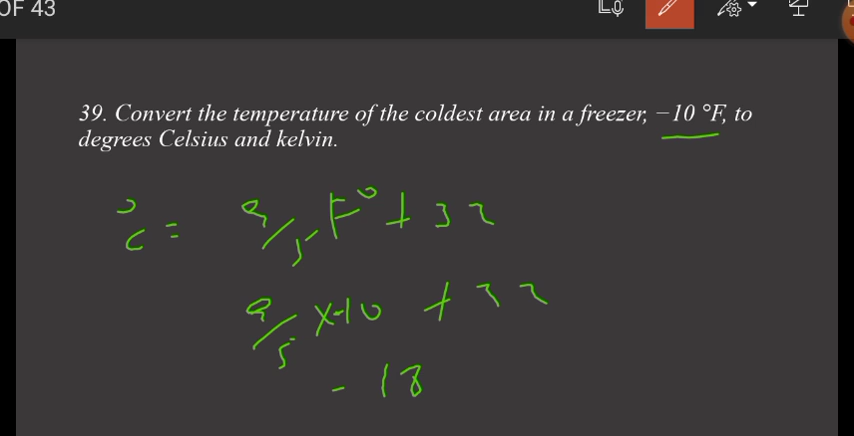 OF 43
39. Convert the temperature of the coldest area in a freezer, −10 °F, to
degrees Celsius and kelvin.
°C = 9/5 F° + 32
9/5 x-10 + 32
- 18